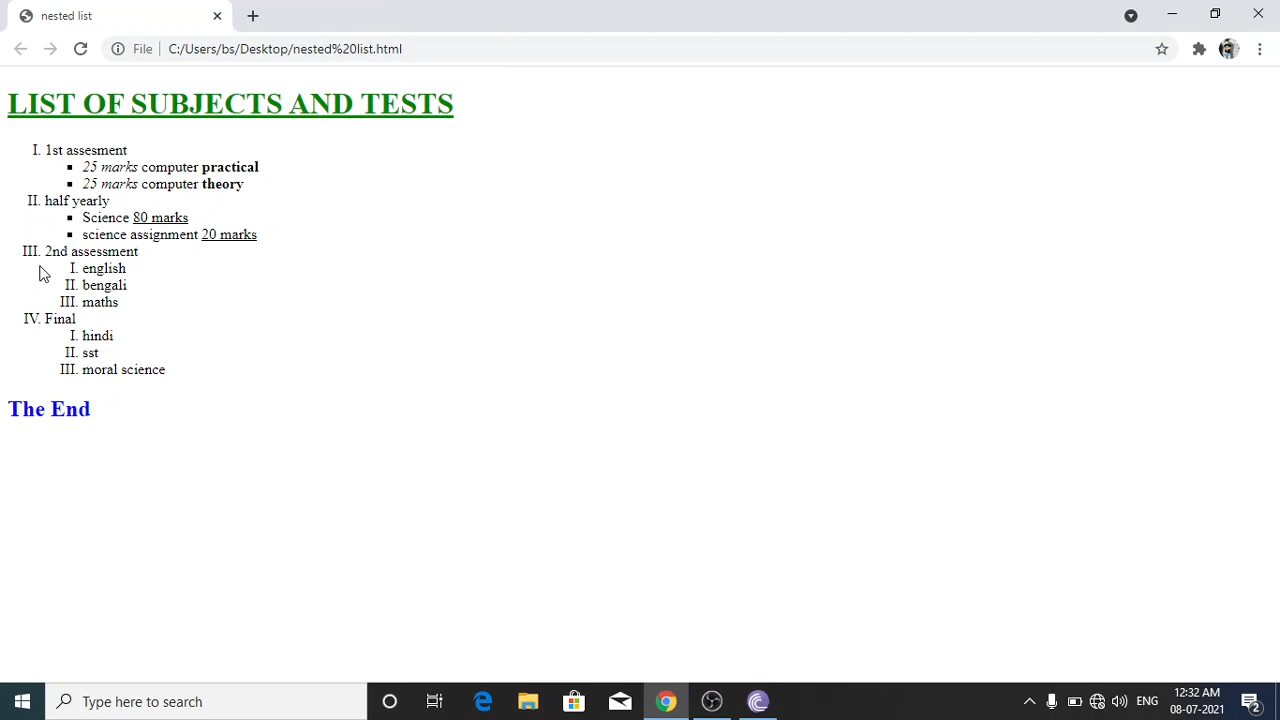 nested list
File C:/Users/bs/Desktop/nested%20list.html
LIST OF SUBJECTS AND TESTS
I. 1st assesment
▪ 25 marks computer practical
▪ 25 marks computer theory
II. half yearly
▪ Science 80 marks
▪ science assignment 20 marks
III. 2nd assessment
I. english
II. bengali
III. maths
IV. Final
I. hindi
II. sst
III. moral science
The End
Type here to search
ENG
12:32 AM
08-07-2021
2